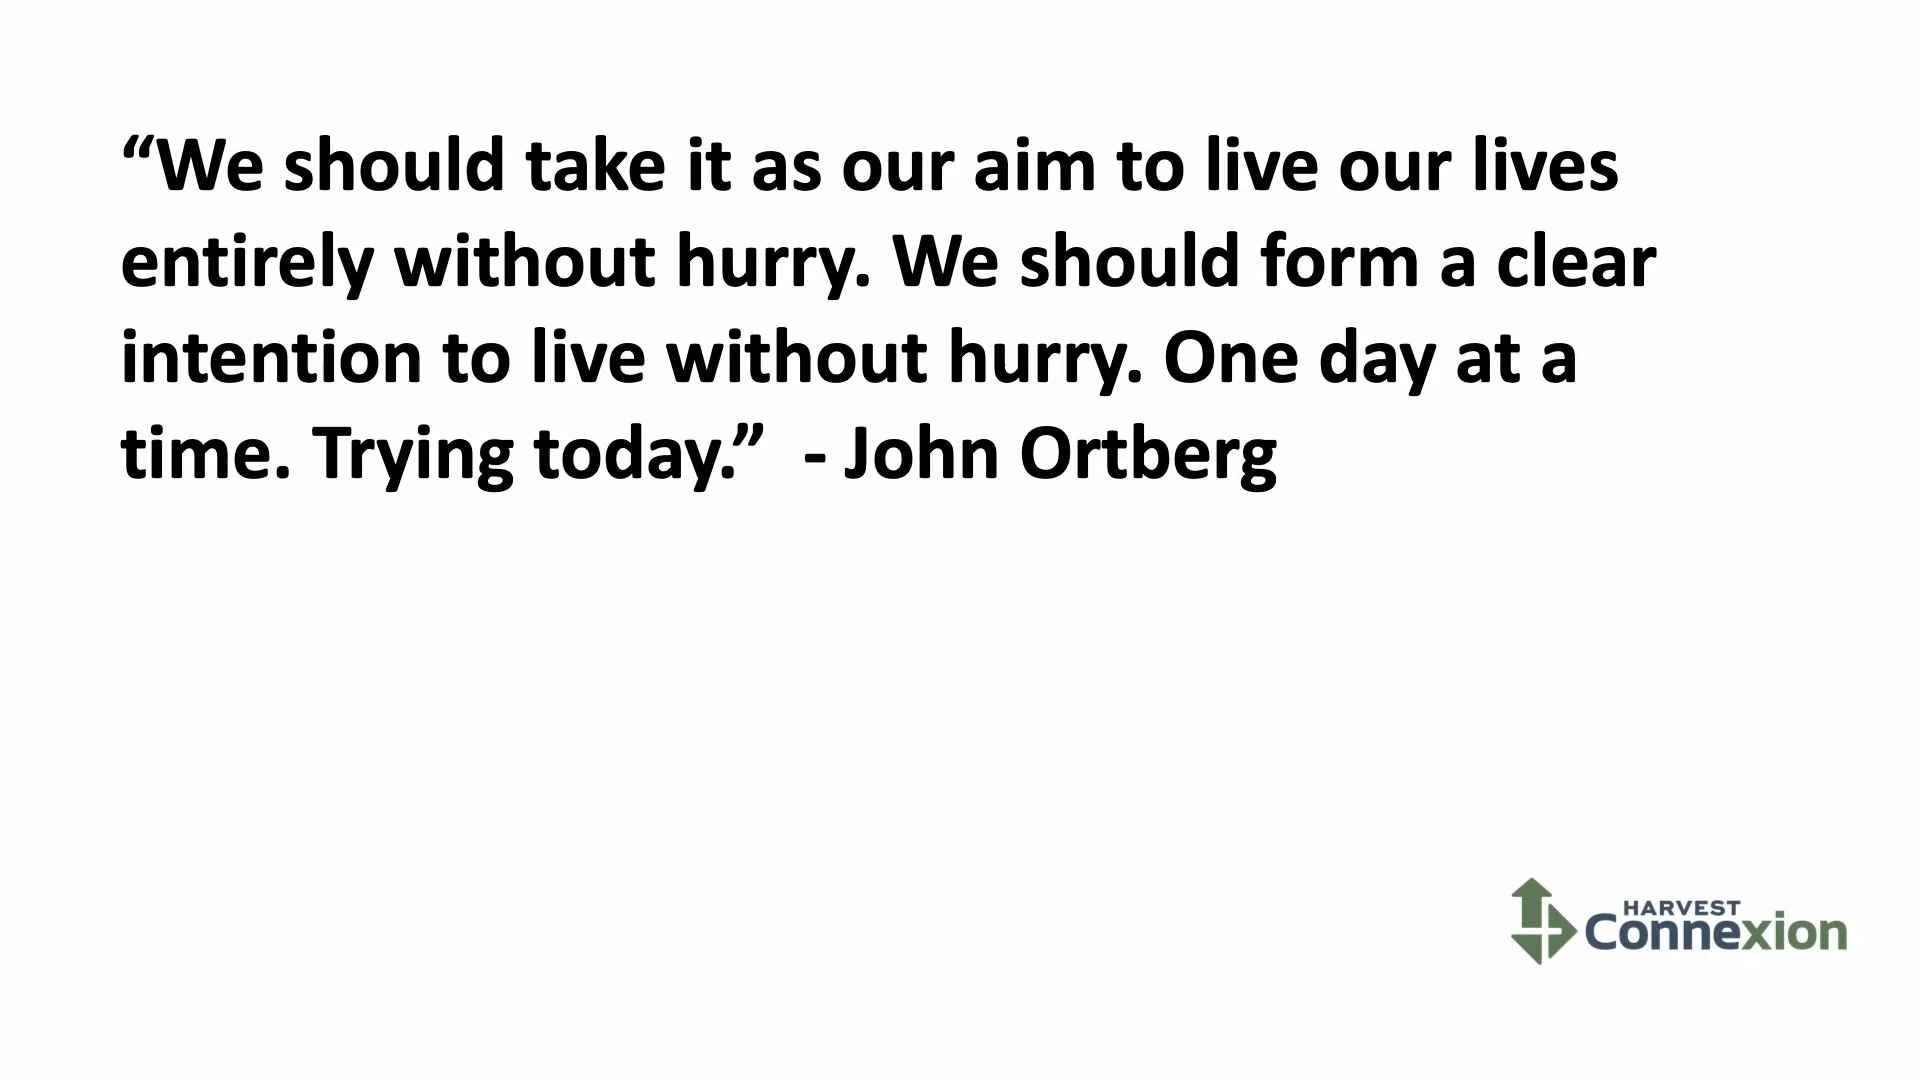 “We should take it as our aim to live our lives
entirely without hurry. We should form a clear
intention to live without hurry. One day at a
time. Trying today.”  - John Ortberg
HARVEST
Connexion